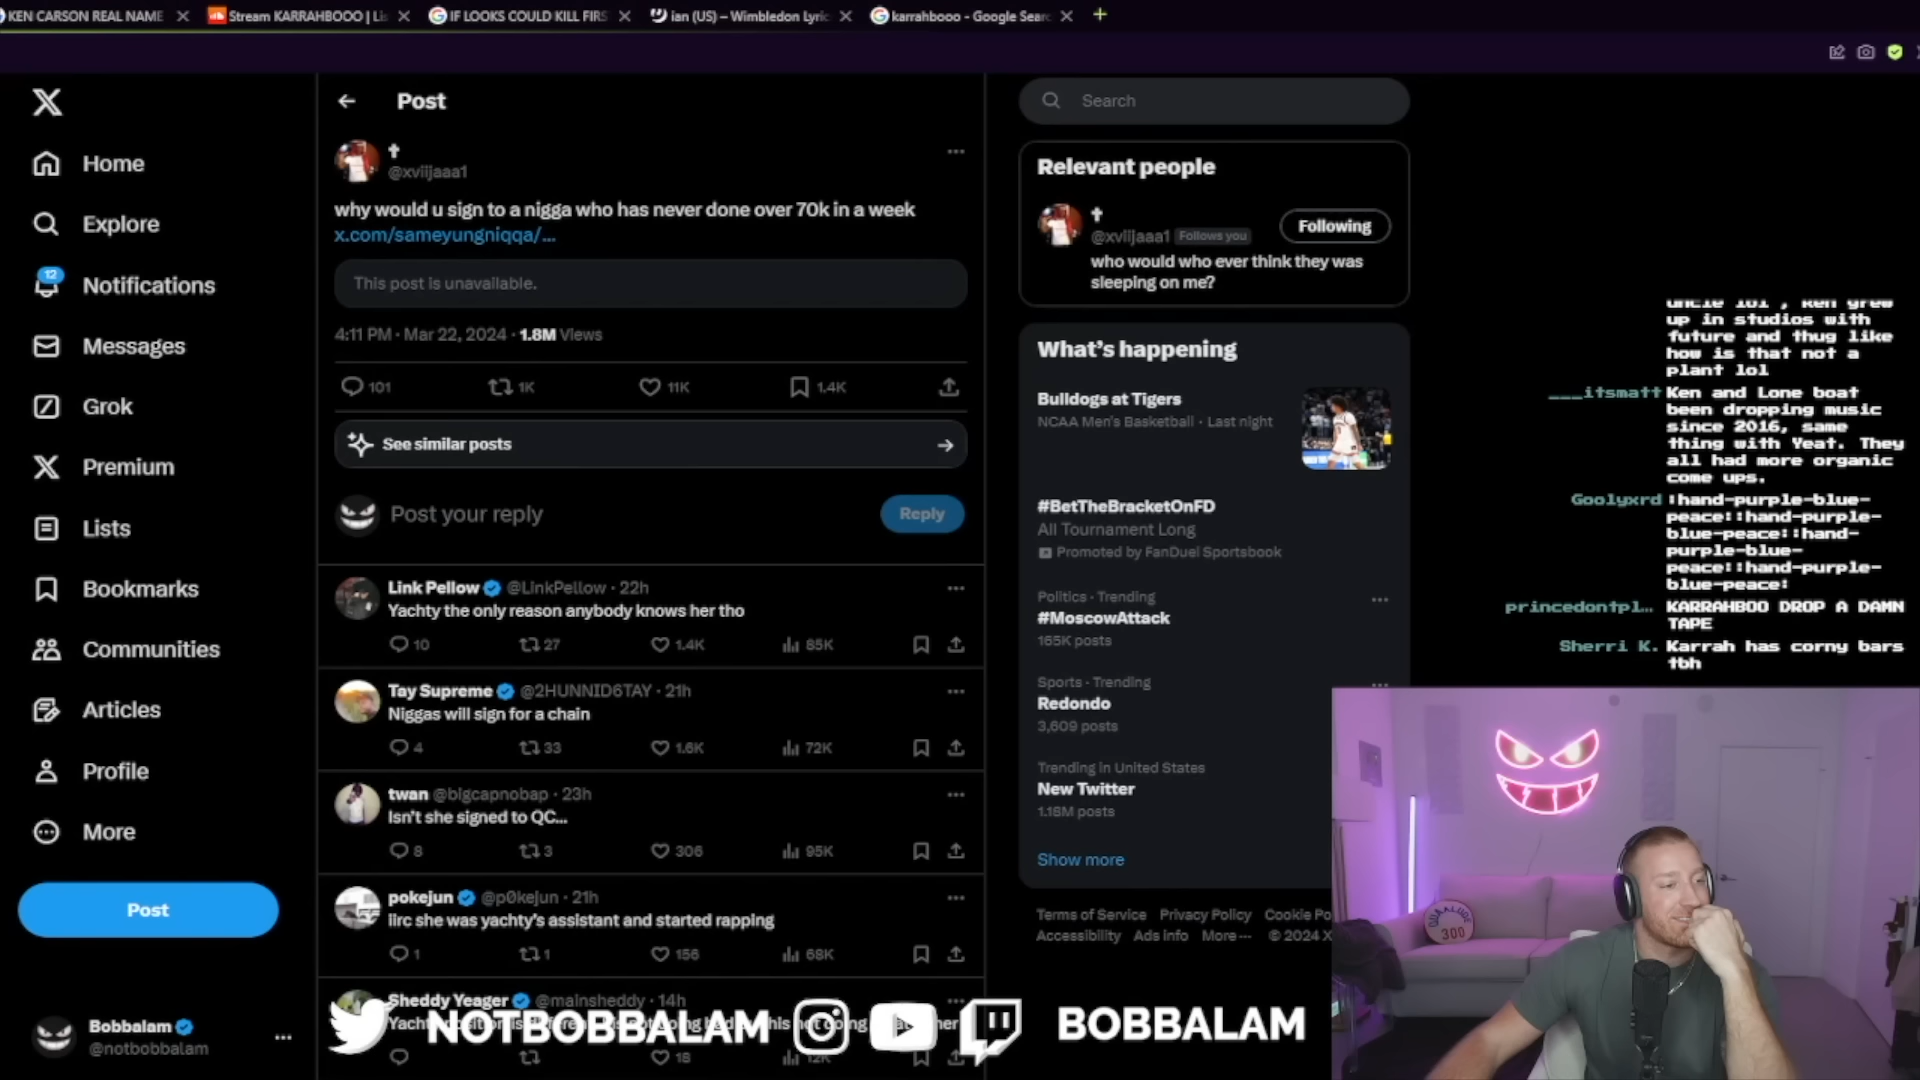 KEN CARSON REAL NAME
Stream KARRAHBOOO | Li
IF LOOKS COULD KILL FIRS
ian (US) – Wimbledon Lyric
karrahbooo - Google Sear
Home
Explore
12
Notifications
Messages
Grok
Premium
Lists
Bookmarks
Communities
Articles
Profile
More
Post
Bobbalam
@notbobbalam
Post
@xviijaaa1
why would u sign to a nigga who has never done over 70k in a week
x.com/sameyungniqqa/...
This post is unavailable.
4:11 PM · Mar 22, 2024 · 1.8M Views
101 1K 11K 1.4K
See similar posts
Post your reply
Reply
Link Pellow @LinkPellow · 22h
Yachty the only reason anybody knows her tho
10 27 1.4K 85K
Tay Supreme @2HUNNID6TAY · 21h
Niggas will sign for a chain
4 33 1.6K 72K
twan @bigcapnobap · 23h
Isn't she signed to QC...
8 3 306 95K
pokejun @p0kejun · 21h
iirc she was yachty's assistant and started rapping
1 1 156 68K
Sheddy Yeager @mainsheddy · 14h
18 12K
NOTBOBBALAM
BOBBALAM
Search
Relevant people
@xviijaaa1 Follows you
Following
who would who ever think they was
sleeping on me?
What's happening
Bulldogs at Tigers
NCAA Men's Basketball · Last night
#BetTheBracketOnFD
All Tournament Long
Promoted by FanDuel Sportsbook
Politics · Trending
#MoscowAttack
165K posts
Sports · Trending
Redondo
3,609 posts
Trending in United States
New Twitter
1.18M posts
Show more
Terms of Service Privacy Policy Cookie Po
Accessibility Ads info More ··· © 2024 X
uncle lol , Ken grew
up in studios with
future and thug like
how is that not a
plant lol
___itsmatt Ken and Lone boat
been dropping music
since 2016, same
thing with Yeat. They
all had more organic
come ups.
Goolyxrd :hand-purple-blue-
peace::hand-purple-
blue-peace::hand-
purple-blue-
peace::hand-purple-
blue-peace:
princedontpl... KARRAHBOO DROP A DAMN
TAPE
Sherri K. Karrah has corny bars
tbh
300